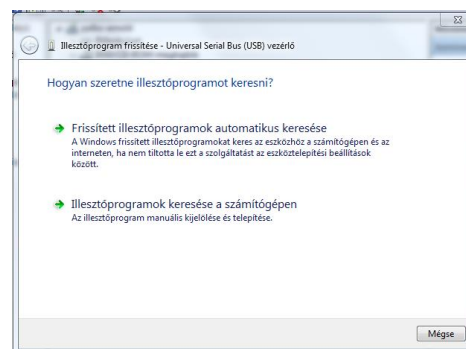 Illesztőprogram frissítése - Universal Serial Bus (USB) vezérlő
Hogyan szeretne illesztőprogramot keresni?
Frissített illesztőprogramok automatikus keresése
A Windows frissített illesztőprogramokat keres az eszközhöz a számítógépen és az
interneten, ha nem tiltotta le ezt a szolgáltatást az eszköztelepítési beállítások
között.
Illesztőprogramok keresése a számítógépen
Az illesztőprogram manuális kijelölése és telepítése.
Mégse